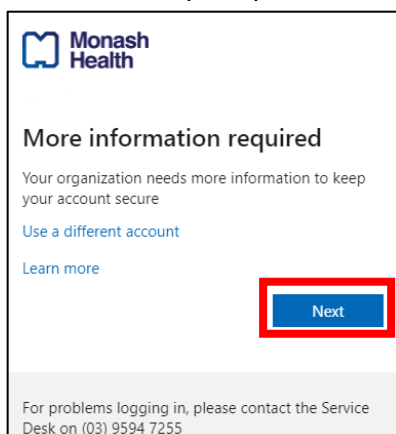 Monash
Health
More information required
Your organization needs more information to keep
your account secure
Use a different account
Learn more
Next
For problems logging in, please contact the Service
Desk on (03) 9594 7255